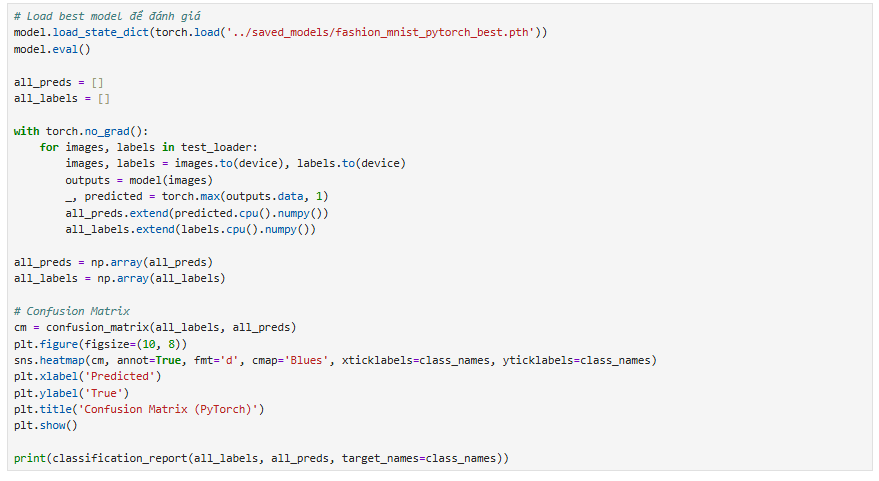 # Load best model để đánh giá
model.load_state_dict(torch.load('../saved_models/fashion_mnist_pytorch_best.pth'))
model.eval()

all_preds = []
all_labels = []

with torch.no_grad():
    for images, labels in test_loader:
        images, labels = images.to(device), labels.to(device)
        outputs = model(images)
        _, predicted = torch.max(outputs.data, 1)
        all_preds.extend(predicted.cpu().numpy())
        all_labels.extend(labels.cpu().numpy())

all_preds = np.array(all_preds)
all_labels = np.array(all_labels)

# Confusion Matrix
cm = confusion_matrix(all_labels, all_preds)
plt.figure(figsize=(10, 8))
sns.heatmap(cm, annot=True, fmt='d', cmap='Blues', xticklabels=class_names, yticklabels=class_names)
plt.xlabel('Predicted')
plt.ylabel('True')
plt.title('Confusion Matrix (PyTorch)')
plt.show()

print(classification_report(all_labels, all_preds, target_names=class_names))